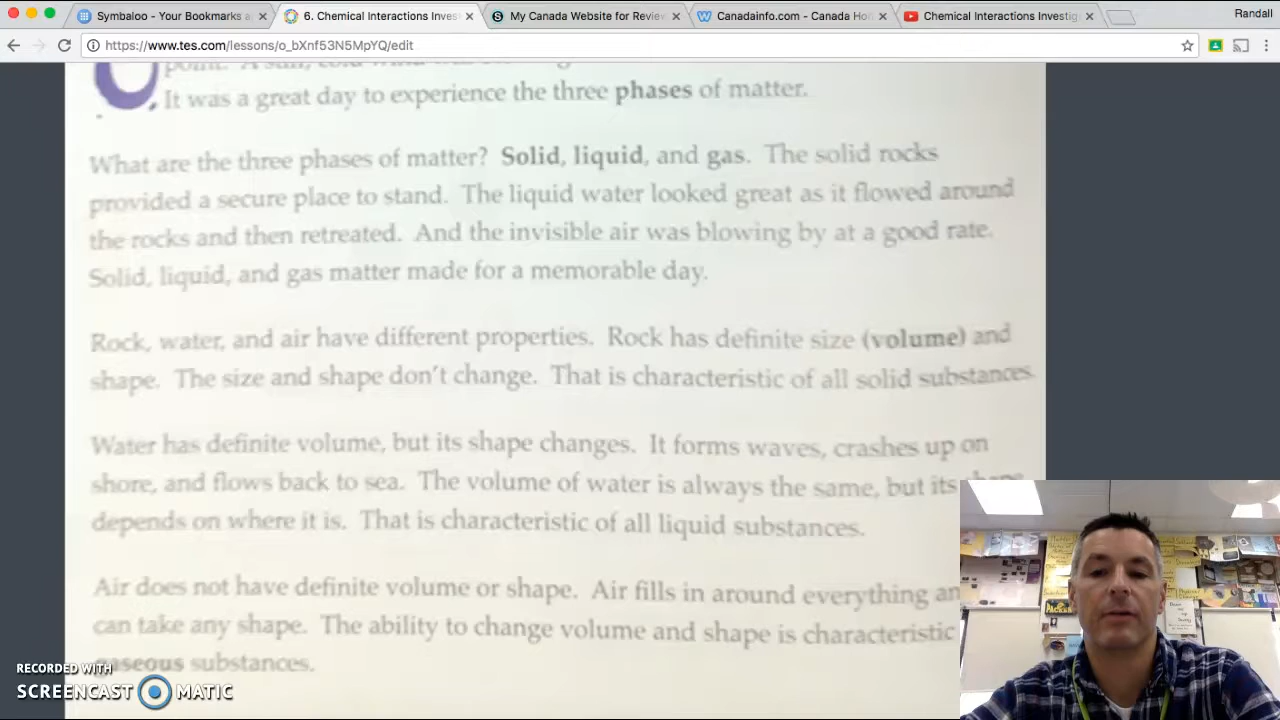 Symbaloo - Your Bookmarks a
6. Chemical Interactions Inves
My Canada Website for Review
Canadainfo.com - Canada Ho
Chemical Interactions Investig
Randall
https://www.tes.com/lessons/o_bXnf53N5MpYQ/edit
It was a great day to experience the three phases of matter.
What are the three phases of matter? Solid, liquid, and gas. The solid rocks
provided a secure place to stand. The liquid water looked great as it flowed around
the rocks and then retreated. And the invisible air was blowing by at a good rate.
Solid, liquid, and gas matter made for a memorable day.
Rock, water, and air have different properties. Rock has definite size (volume) and
shape. The size and shape don't change. That is characteristic of all solid substances.
Water has definite volume, but its shape changes. It forms waves, crashes up on
shore, and flows back to sea. The volume of water is always the same, but its shape
depends on where it is. That is characteristic of all liquid substances.
Air does not have definite volume or shape. Air fills in around everything an
can take any shape. The ability to change volume and shape is characteristic
gaseous substances.
RECORDED WITH
SCREENCAST MATIC